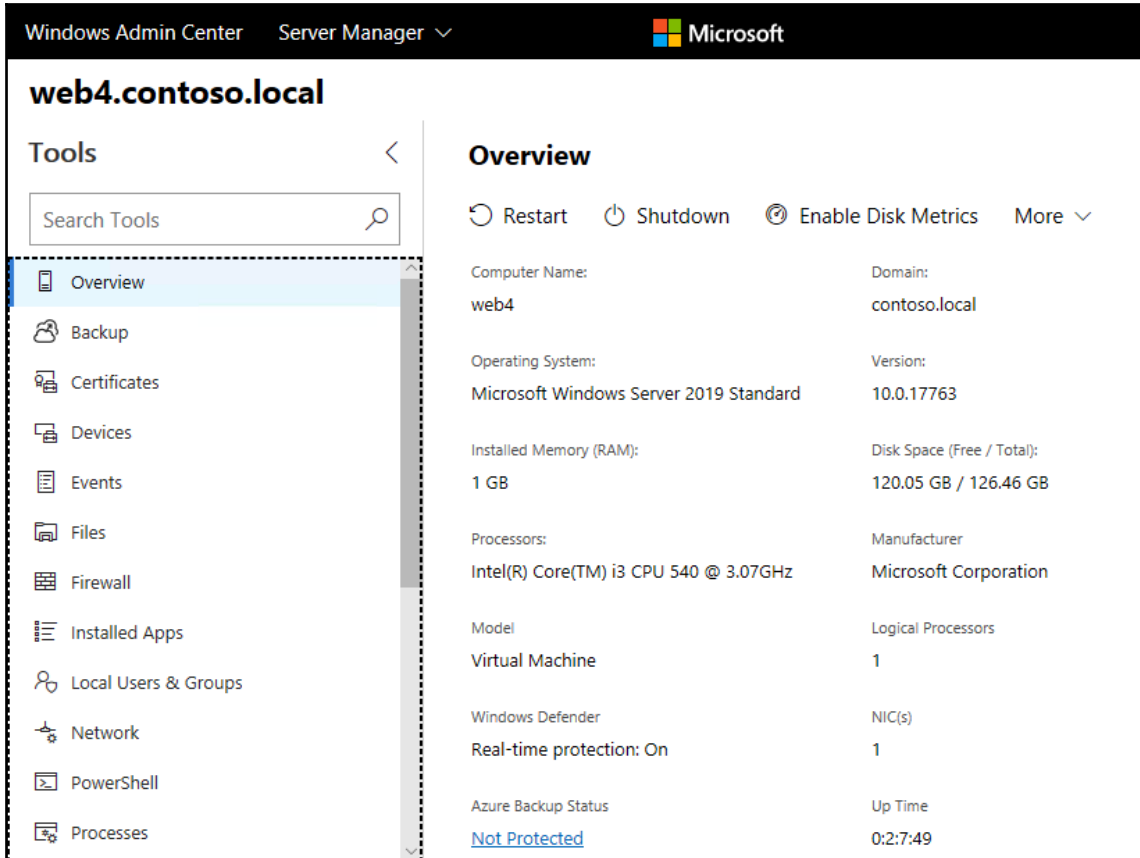 Windows Admin Center Server Manager Microsoft
web4.contoso.local
Tools
Search Tools
Overview
Backup
Certificates
Devices
Events
Files
Firewall
Installed Apps
Local Users & Groups
Network
PowerShell
Processes
Overview
Restart Shutdown Enable Disk Metrics More
Computer Name: Domain:
web4 contoso.local
Operating System: Version:
Microsoft Windows Server 2019 Standard 10.0.17763
Installed Memory (RAM): Disk Space (Free / Total):
1 GB 120.05 GB / 126.46 GB
Processors: Manufacturer
Intel(R) Core(TM) i3 CPU 540 @ 3.07GHz Microsoft Corporation
Model Logical Processors
Virtual Machine 1
Windows Defender NIC(s)
Real-time protection: On 1
Azure Backup Status Up Time
Not Protected 0:2:7:49